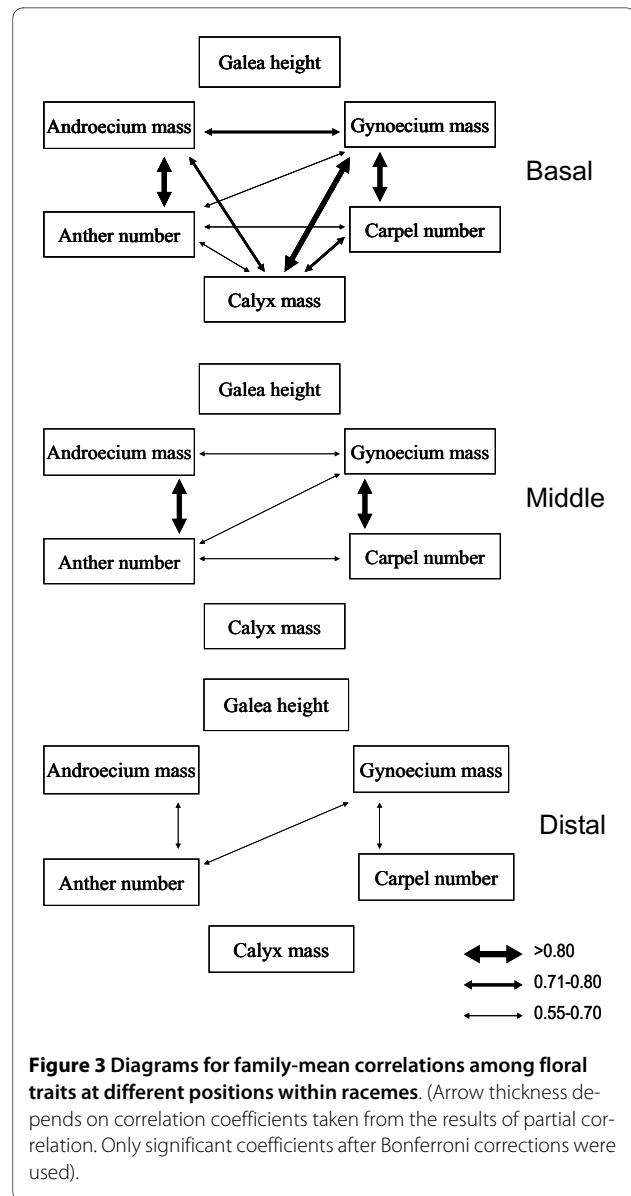 Galea height
Androecium mass
Gynoecium mass
Basal
Anther number
Carpel number
Calyx mass
Galea height
Androecium mass
Gynoecium mass
Middle
Anther number
Carpel number
Calyx mass
Galea height
Androecium mass
Gynoecium mass
Distal
Anther number
Carpel number
Calyx mass
>0.80
0.71-0.80
0.55-0.70
Figure 3 Diagrams for family-mean correlations among floral
traits at different positions within racemes. (Arrow thickness de-
pends on correlation coefficients taken from the results of partial cor-
relation. Only significant coefficients after Bonferroni corrections were
used).